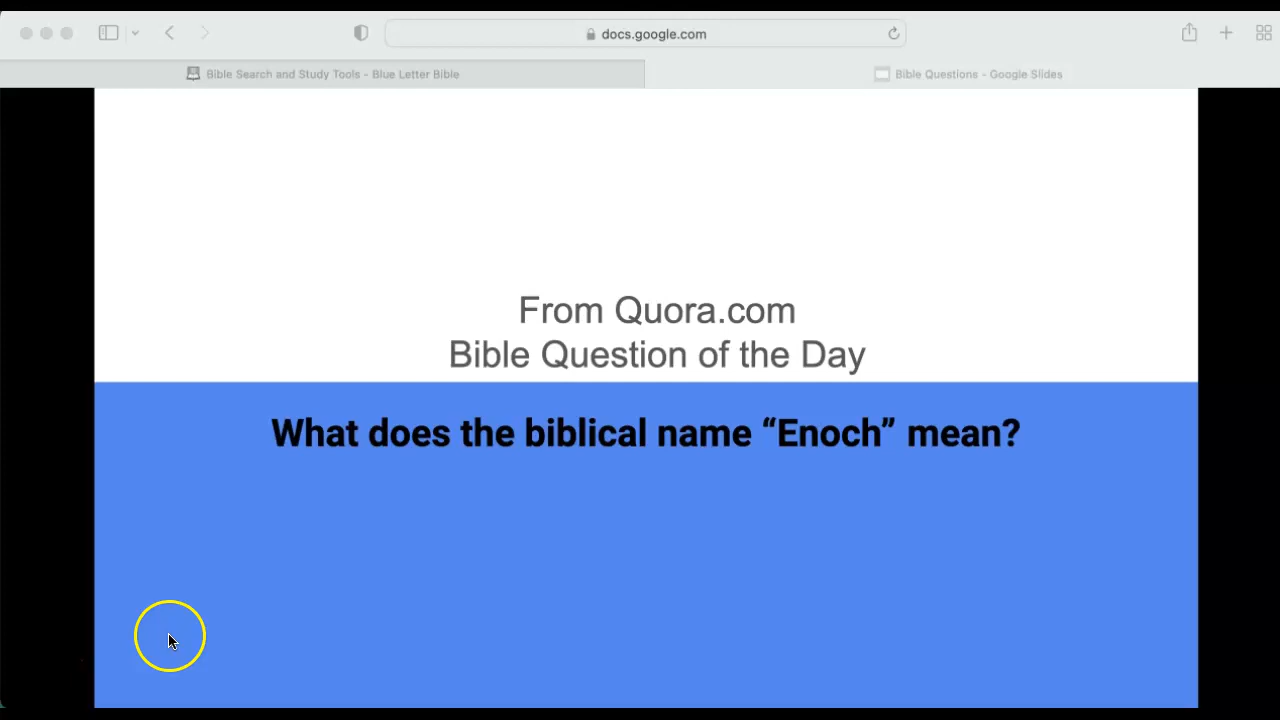 docs.google.com
Bible Search and Study Tools - Blue Letter Bible
Bible Questions - Google Slides
From Quora.com
Bible Question of the Day
What does the biblical name “Enoch” mean?